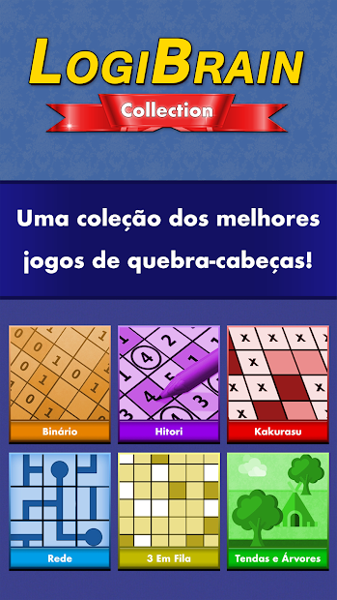 LOGIBRAIN
Collection
Uma coleção dos melhores
jogos de quebra-cabeças!
Binário
Hitori
Kakurasu
Rede
3 Em Fila
Tendas e Árvores